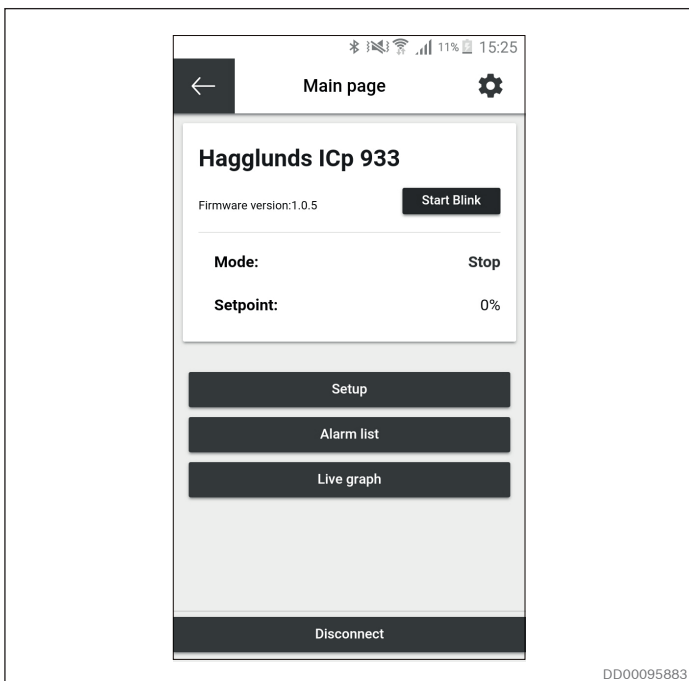 11% 15:25
Main page
Hagglunds ICp 933
Firmware version:1.0.5 Start Blink
Mode: Stop
Setpoint: 0%
Setup
Alarm list
Live graph
Disconnect
DD00095883